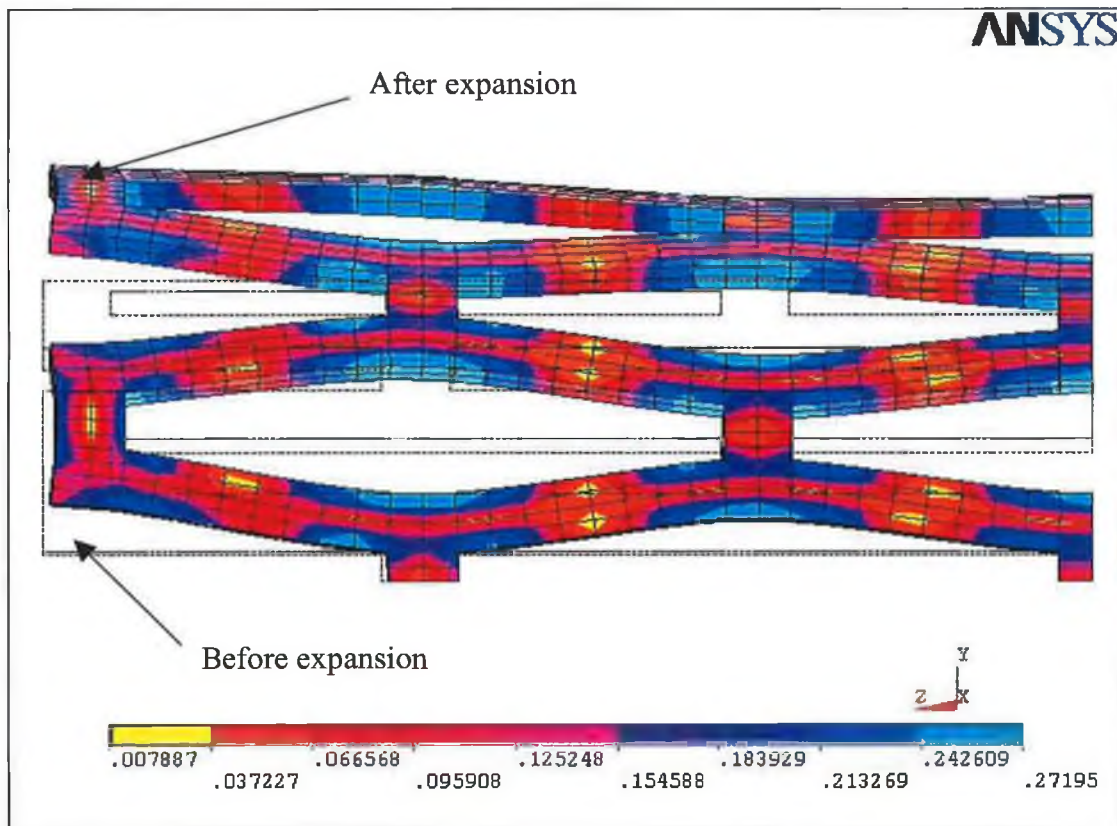 ANSYS
After expansion
Before expansion
Y
Z X
.007887 .066568 .125248 .183929 .242609
.037227 .095908 .154588 .213269 .27195